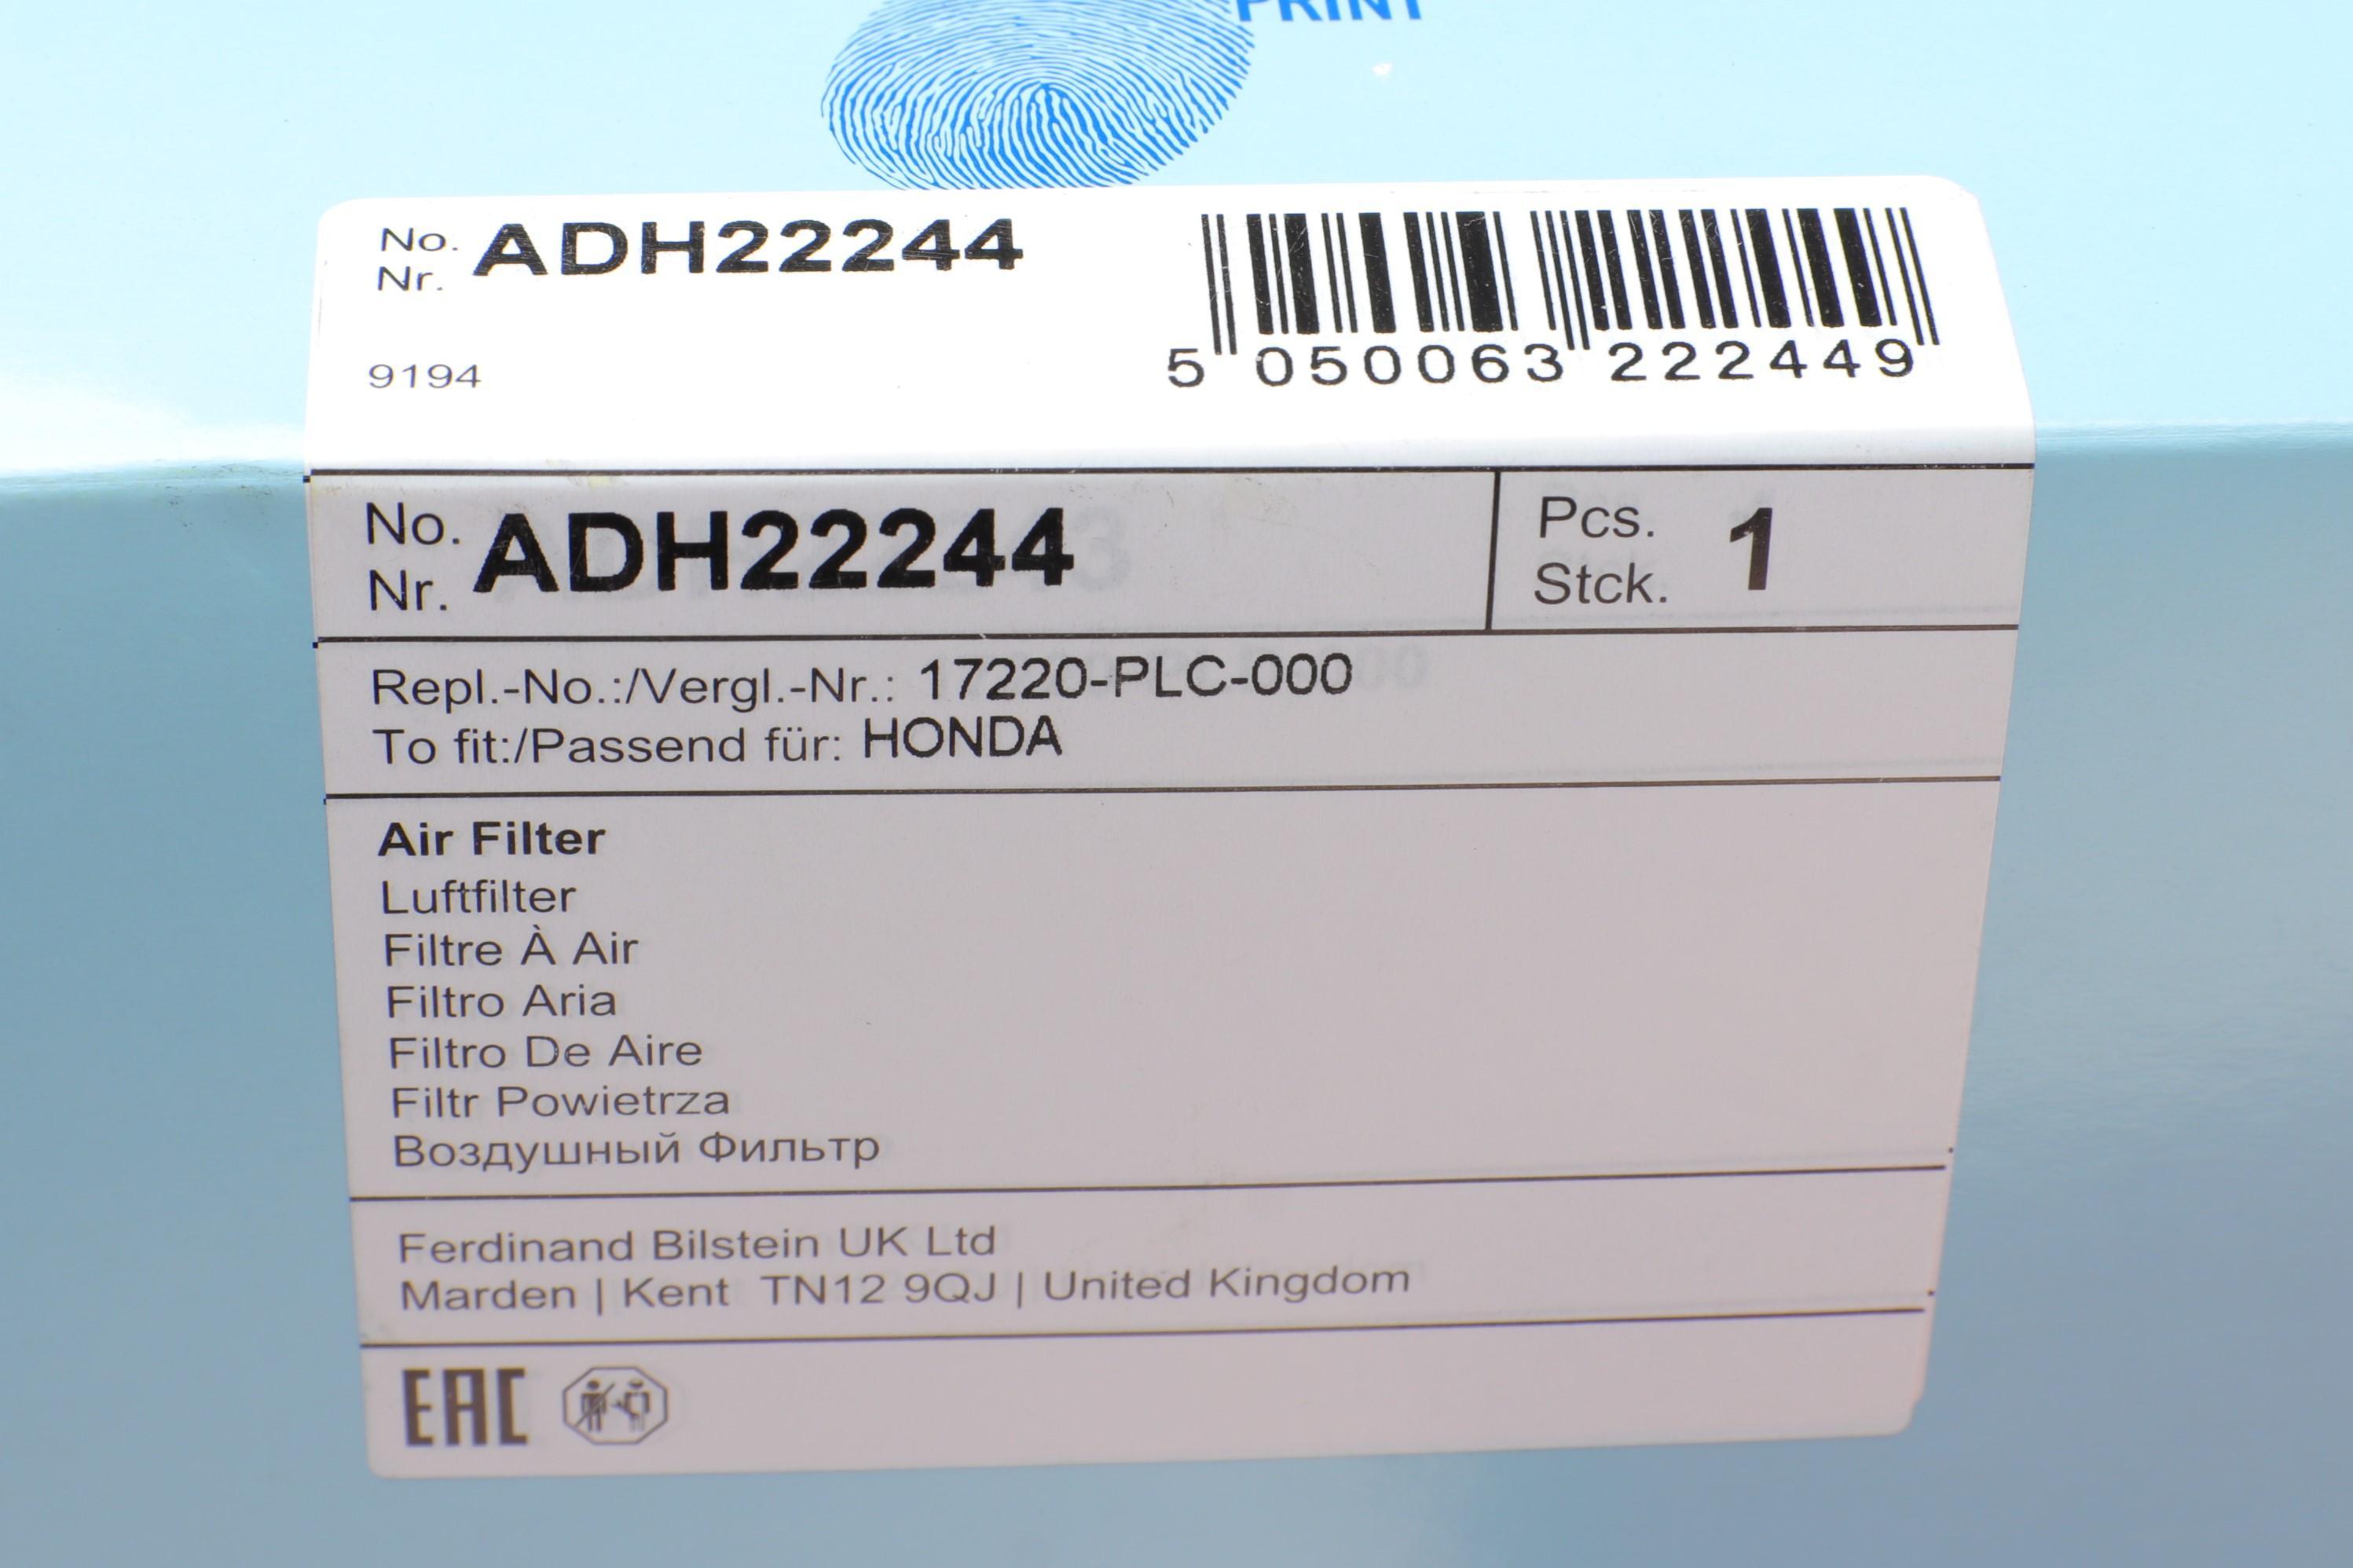 PRINT
No. ADH22244
Nr.
9194
5 050063 222449
No. ADH22244
Nr.
Pcs. 1
Stck.
Repl.-No.:/Vergl.-Nr.: 17220-PLC-000
To fit:/Passend für: HONDA
Air Filter
Luftfilter
Filtre À Air
Filtro Aria
Filtro De Aire
Filtr Powietrza
Воздушный Фильтр
Ferdinand Bilstein UK Ltd
Marden | Kent TN12 9QJ | United Kingdom
EAC